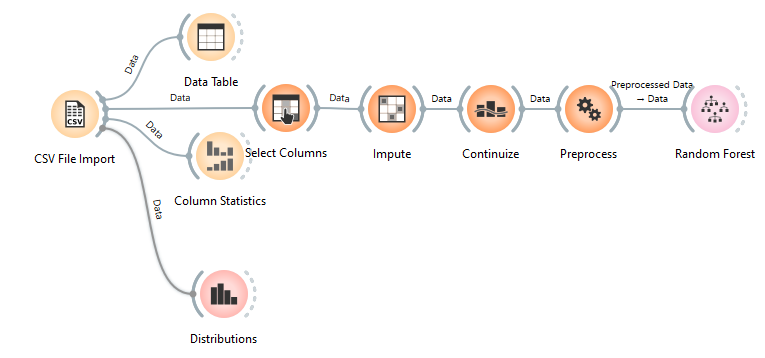 Data
Data Table
Data
CSV
CSV File Import
Data
Column Statistics
Data
Distributions
Select Columns
Data
Impute
Data
Continuize
Data
Preprocess
Preprocessed Data
→ Data
Random Forest